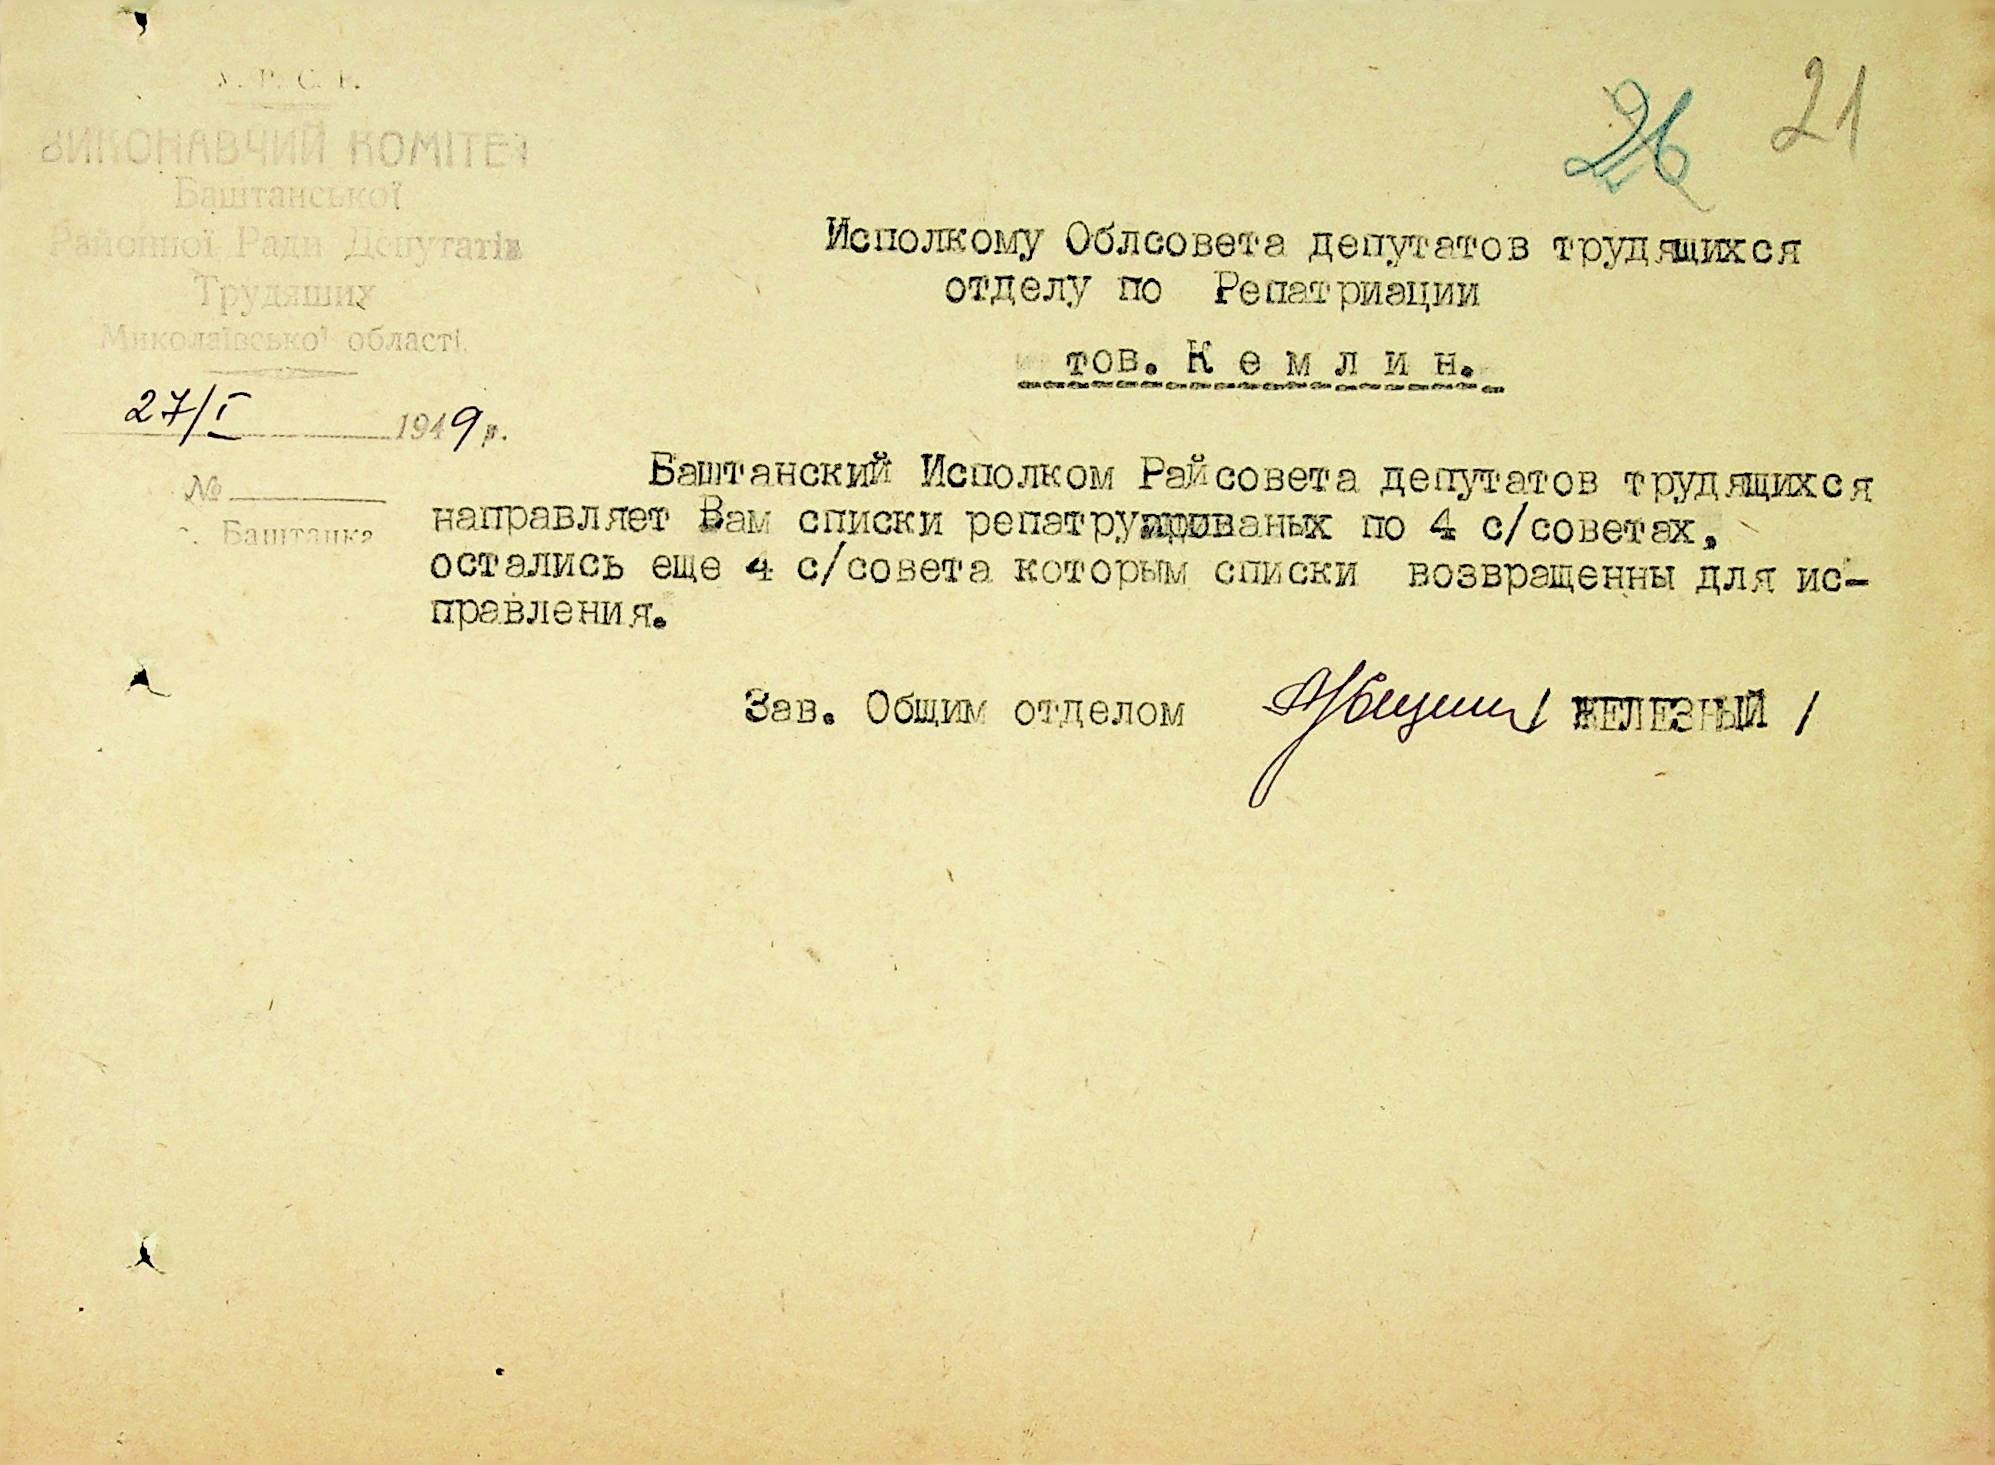 У. Р. С. Р.
ВИКОНАВЧИЙ КОМІТЕТ
Баштанської
Районної Ради Депутатів
Трудящих
Миколаївської області
27/I 1949 р.
№
с. Баштанка
26 21
Исполкому Облсовета депутатов трудящихся
отделу по Репатриации
тов. К е м л и н.
Баштанский Исполком Райсовета депутатов трудящихся
направляет Вам списки репатруированых по 4 с/советах,
остались еще 4 с/совета которым списки возвращенны для ис-
правления.
Зав. Общим отделом / ЖЕЛЕЗНЫЙ /